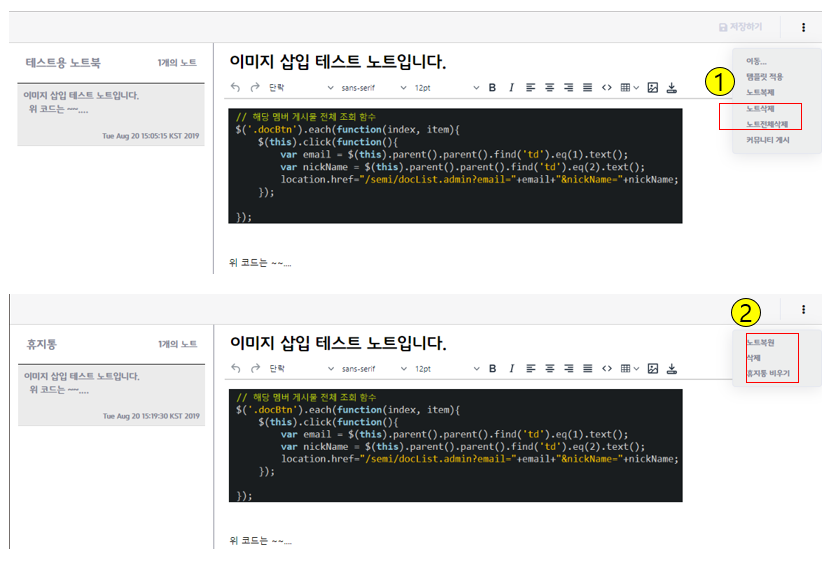 저장하기
테스트용 노트북 1개의 노트
이미지 삽입 테스트 노트입니다.
위 코드는 ~~....
Tue Aug 20 15:05:15 KST 2019
이미지 삽입 테스트 노트입니다.
단락 sans-serif 12pt B I
// 해당 멤버 게시물 전체 조회 함수
$('.docBtn').each(function(index, item){
$(this).click(function(){
var email = $(this).parent().parent().find('td').eq(1).text();
var nickName = $(this).parent().parent().find('td').eq(2).text();
location.href="/semi/docList.admin?email="+email+"&nickName="+nickName;
});
});
위 코드는 ~~....
1
이동...
템플릿 적용
노트복제
노트삭제
노트전체삭제
커뮤니티 게시
휴지통 1개의 노트
이미지 삽입 테스트 노트입니다.
위 코드는 ~~....
Tue Aug 20 15:19:30 KST 2019
이미지 삽입 테스트 노트입니다.
단락 sans-serif 12pt B I
// 해당 멤버 게시물 전체 조회 함수
$('.docBtn').each(function(index, item){
$(this).click(function(){
var email = $(this).parent().parent().find('td').eq(1).text();
var nickName = $(this).parent().parent().find('td').eq(2).text();
location.href="/semi/docList.admin?email="+email+"&nickName="+nickName;
});
});
위 코드는 ~~....
2
노트복원
삭제
휴지통 비우기